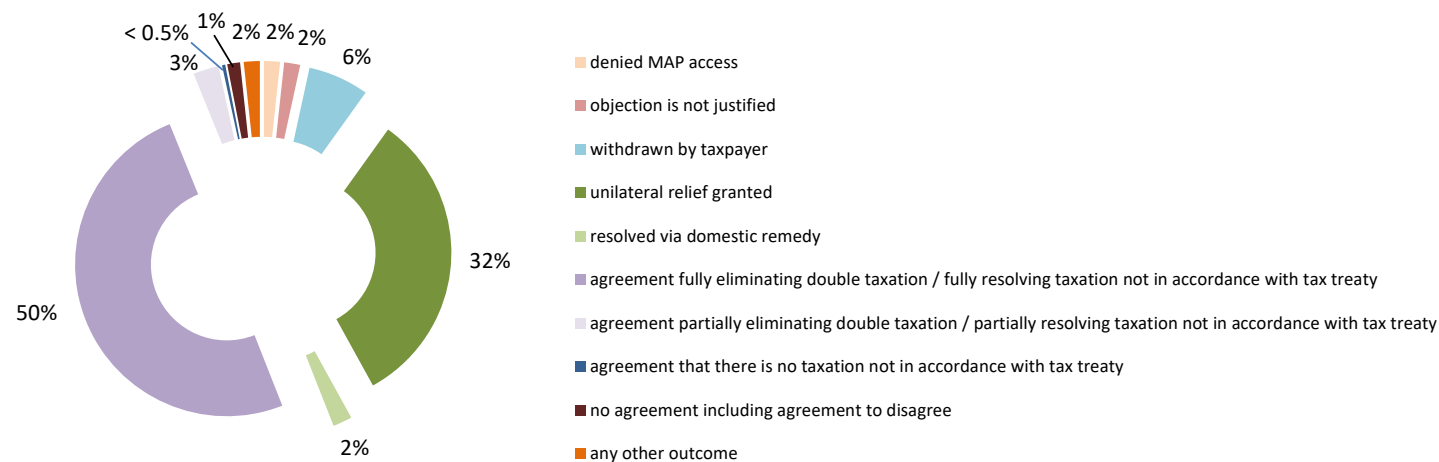 1%
< 0.5%
2%
2%
2%
3%
6%
32%
50%
2%
denied MAP access
objection is not justified
withdrawn by taxpayer
unilateral relief granted
resolved via domestic remedy
agreement fully eliminating double taxation / fully resolving taxation not in accordance with tax treaty
agreement partially eliminating double taxation / partially resolving taxation not in accordance with tax treaty
agreement that there is no taxation not in accordance with tax treaty
no agreement including agreement to disagree
any other outcome